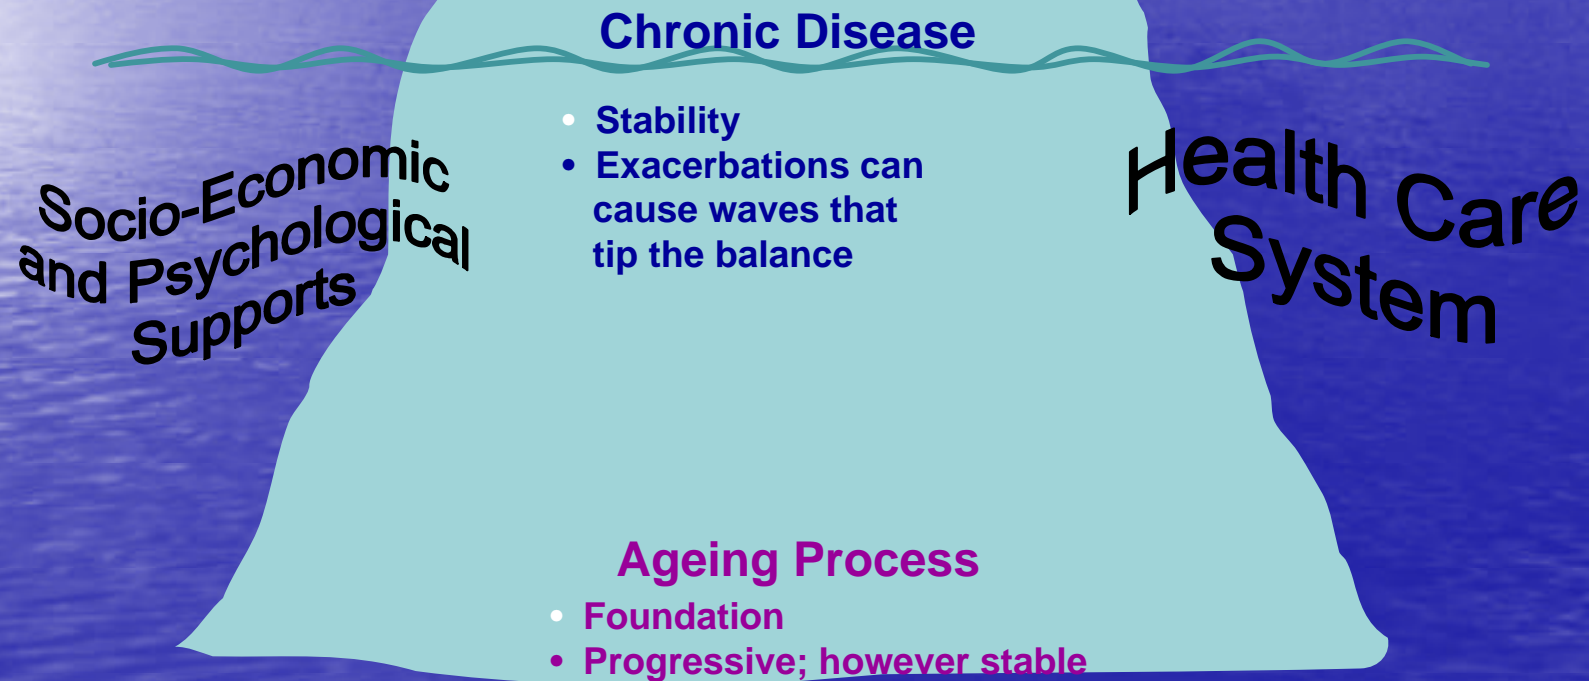 Chronic Disease
• Stability
• Exacerbations can
cause waves that
tip the balance
Socio-Economic
and Psychological
Supports
Health Care
System
Ageing Process
• Foundation
• Progressive; however stable